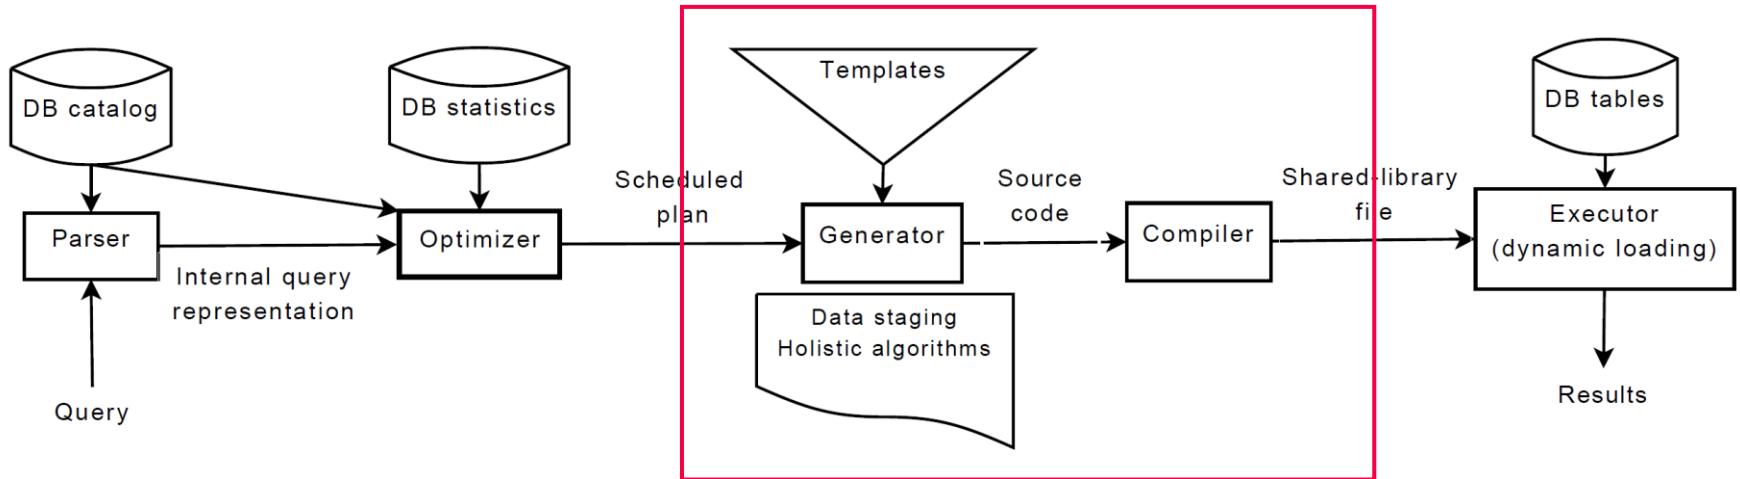 DB catalog
DB statistics
Templates
DB tables
Scheduled
plan
Source
code
Shared-library
file
Parser
Optimizer
Generator
Compiler
Executor
(dynamic loading)
Internal query
representation
Data staging
Holistic algorithms
Query
Results